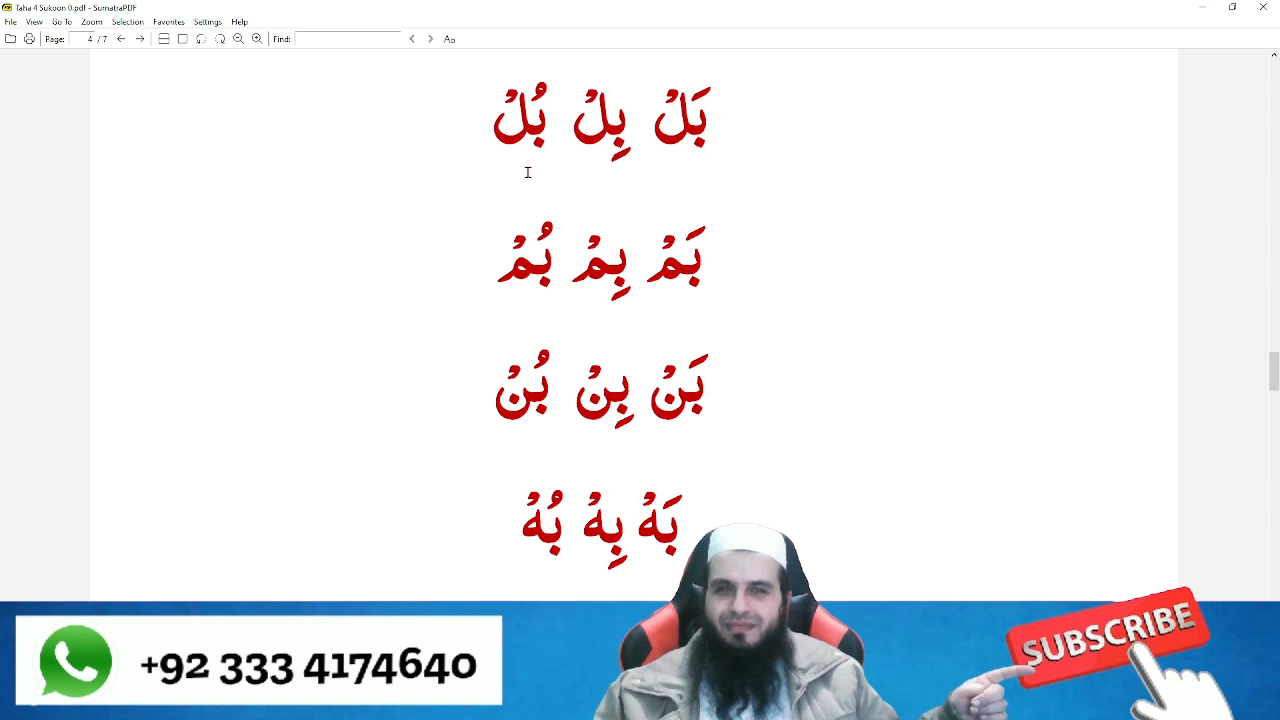 Taha 4 Sukoon 0.pdf - SumatraPDF
File View Go To Zoom Selection Favorites Settings Help
Page: 4 / 7 Find: Aa
بَلْ بِلْ بُلْ
بَمْ بِمْ بُمْ
بَنْ بِنْ بُنْ
بَهْ بِهْ بُهْ
+92 333 4174640
SUBSCRIBE